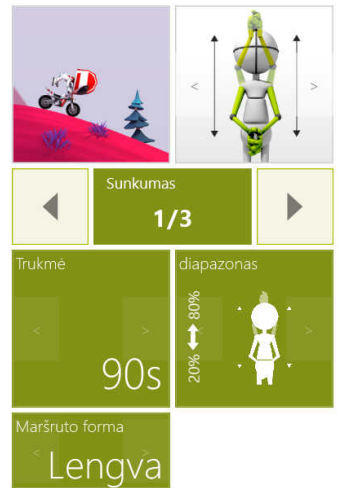 Sunkumas
1/3
Trukmė
90s
diapazonas
20% 80%
Maršruto forma
Lengva